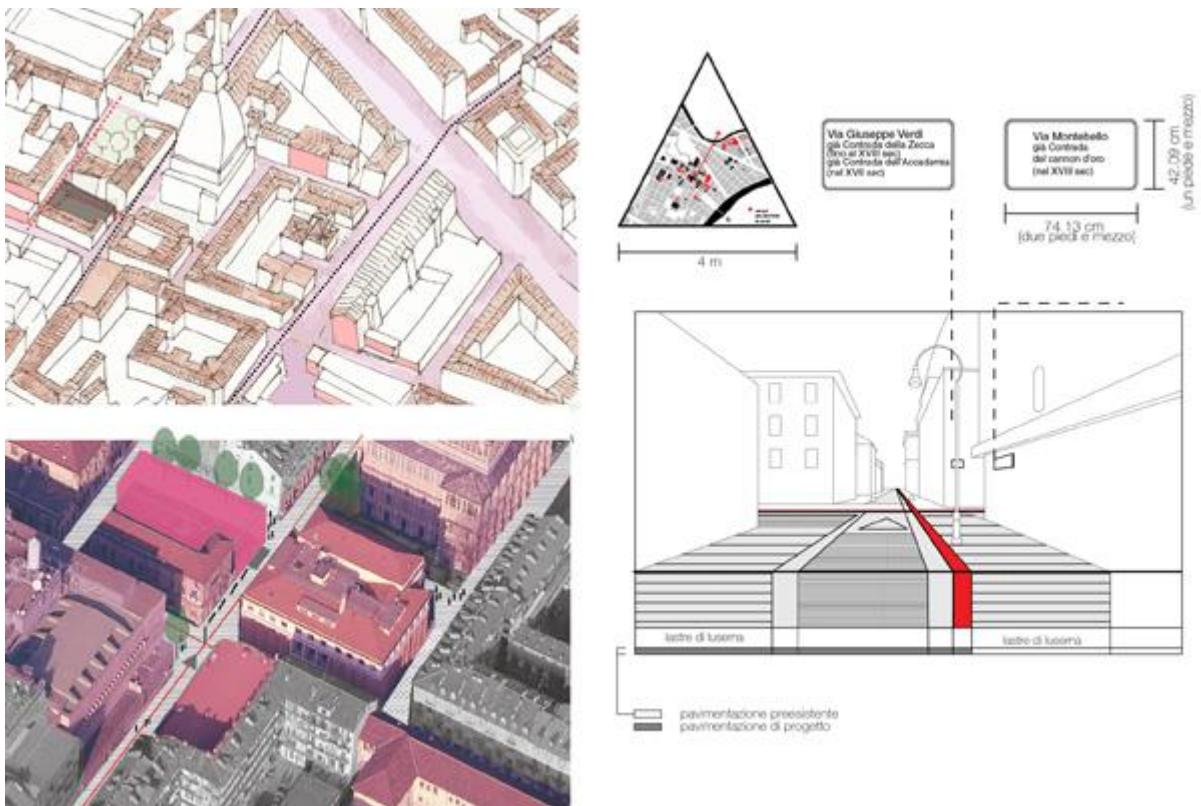 4 m
Via Giuseppe Verdi
già Contrada della Zecca
(fino al XVIII sec)
già Contrada dell'Accademia
(nel XVII sec)
Via Montebello
già Contrada
del cannon d'oro
(nel XVIII sec)
42.09 cm
(un piede e mezzo)
74.13 cm
(due piedi e mezzo)
lastre di luserna
lastre di luserna
pavimentazione preesistente
pavimentazione di progetto